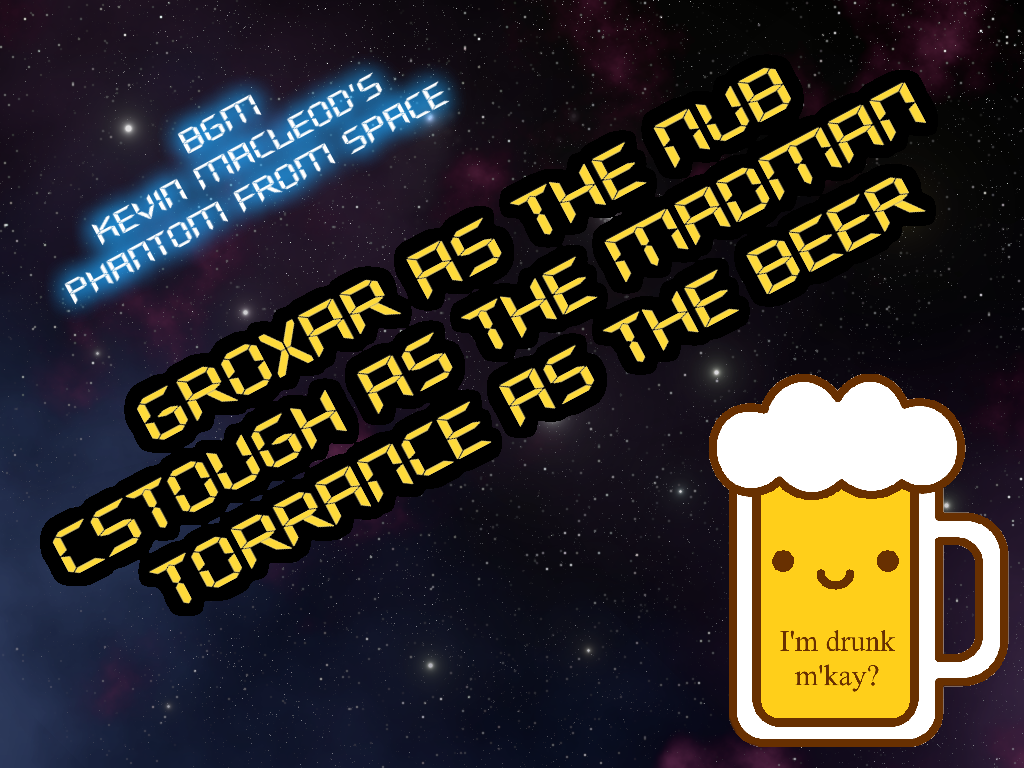 BGM
KEVIN MACLEOD'S
PHANTOM FROM SPACE
GROXAR AS THE NUB
CSTOUGH AS THE MADMAN
TORRANCE AS THE BEER
I'm drunk
m'kay?